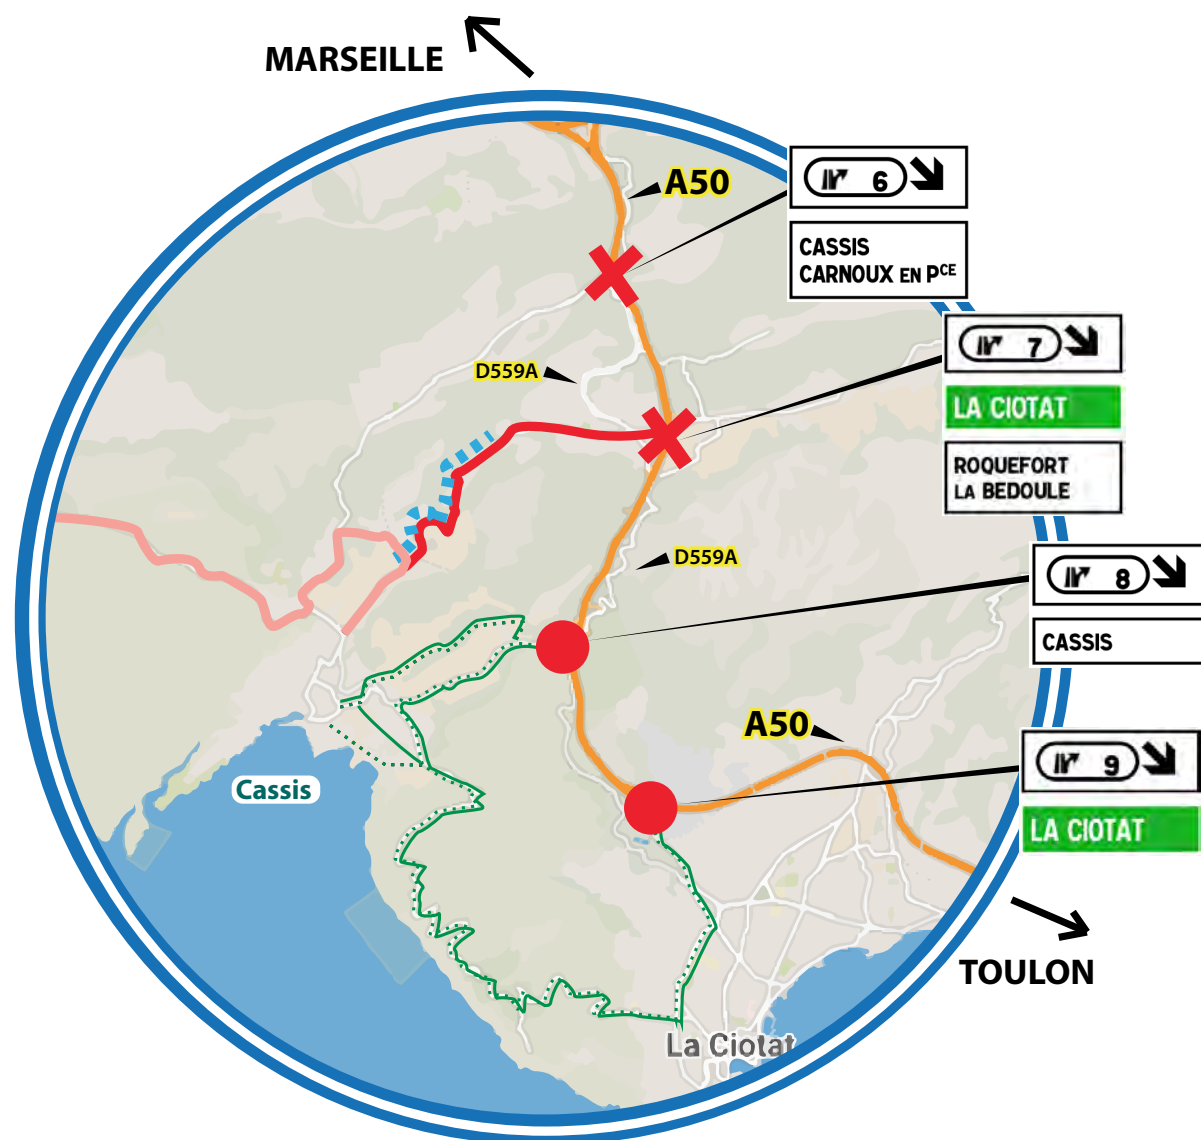 MARSEILLE
A50
6
CASSIS
CARNOUX EN PCE
7
LA CIOTAT
ROQUEFORT
LA BEDOULE
D559A
D559A
8
CASSIS
A50
9
LA CIOTAT
Cassis
TOULON
La Ciotat